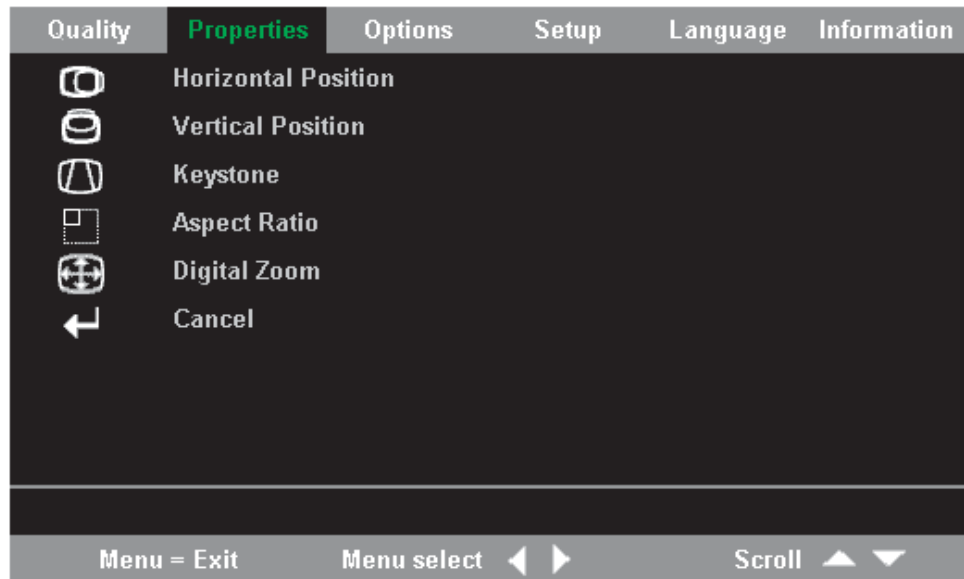 Quality Properties Options Setup Language Information
Horizontal Position
Vertical Position
Keystone
Aspect Ratio
Digital Zoom
Cancel
Menu = Exit Menu select Scroll